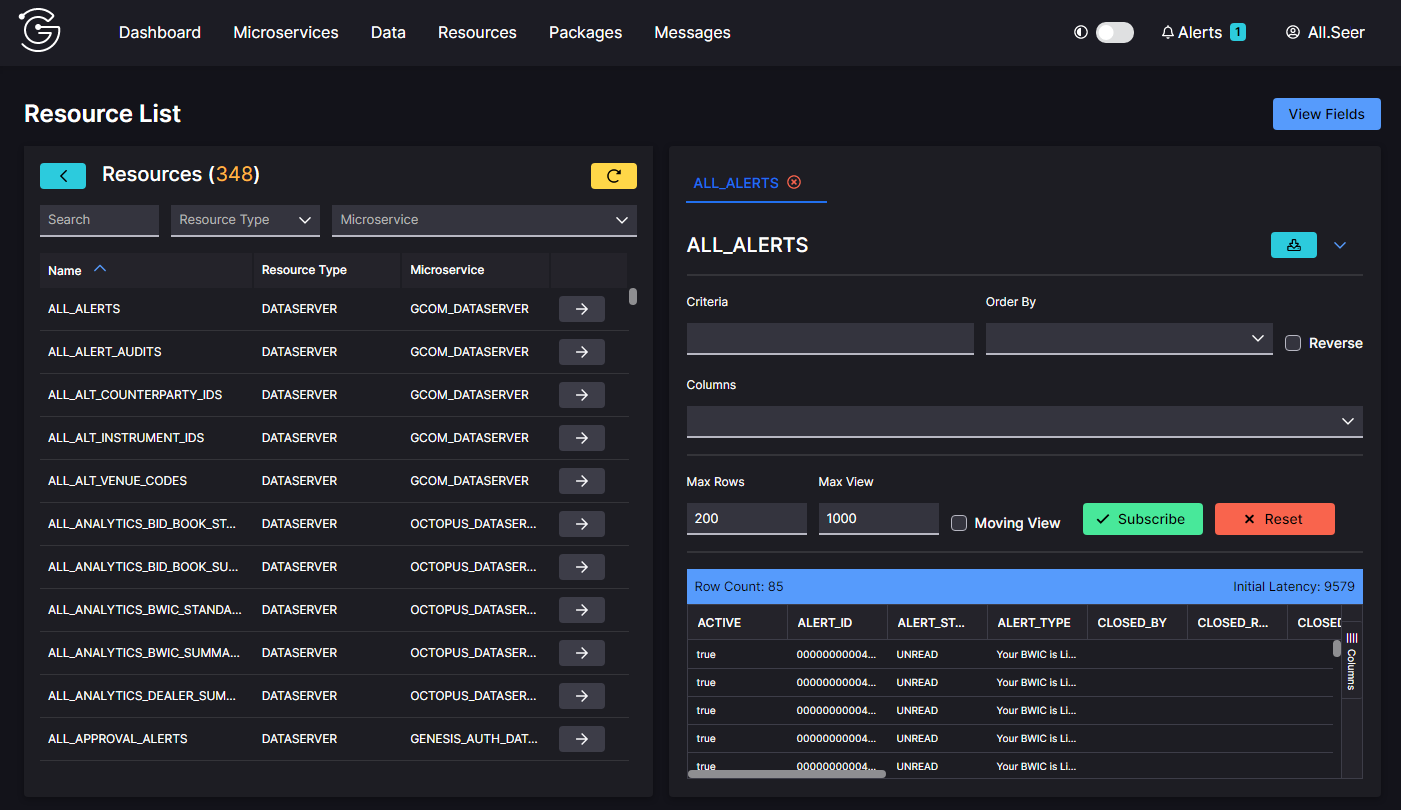 Dashboard Microservices Data Resources Packages Messages Alerts 1 All.Seer
Resource List
View Fields
Resources (348)
Search Resource Type Microservice
Name Resource Type Microservice
ALL_ALERTS DATASERVER GCOM_DATASERVER
ALL_ALERT_AUDITS DATASERVER GCOM_DATASERVER
ALL_ALT_COUNTERPARTY_IDS DATASERVER GCOM_DATASERVER
ALL_ALT_INSTRUMENT_IDS DATASERVER GCOM_DATASERVER
ALL_ALT_VENUE_CODES DATASERVER GCOM_DATASERVER
ALL_ANALYTICS_BID_BOOK_ST... DATASERVER OCTOPUS_DATASER...
ALL_ANALYTICS_BID_BOOK_SU... DATASERVER OCTOPUS_DATASER...
ALL_ANALYTICS_BWIC_STANDA... DATASERVER OCTOPUS_DATASER...
ALL_ANALYTICS_BWIC_SUMMA... DATASERVER OCTOPUS_DATASER...
ALL_ANALYTICS_DEALER_SUM... DATASERVER OCTOPUS_DATASER...
ALL_APPROVAL_ALERTS DATASERVER GENESIS_AUTH_DAT...
ALL_ALERTS
ALL_ALERTS
Criteria Order By
Reverse
Columns
Max Rows Max View
200 1000 Moving View Subscribe Reset
Row Count: 85 Initial Latency: 9579
ACTIVE ALERT_ID ALERT_ST... ALERT_TYPE CLOSED_BY CLOSED_R... CLOSED
true 00000000004... UNREAD Your BWIC is Li...
true 00000000004... UNREAD Your BWIC is Li...
true 00000000004... UNREAD Your BWIC is Li...
true 00000000004... UNREAD Your BWIC is Li...
true 00000000004... UNREAD Your BWIC is Li...
Columns